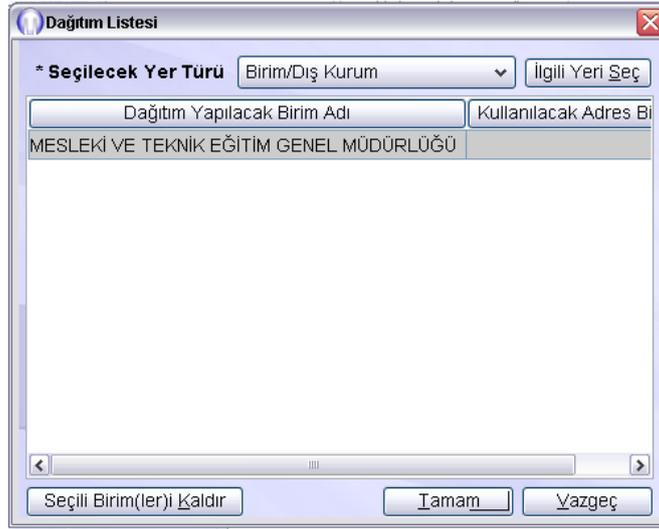 Dağıtım Listesi
* Seçilecek Yer Türü Birim/Dış Kurum İlgili Yeri Seç
Dağıtım Yapılacak Birim Adı Kullanılacak Adres Bi
MESLEKİ VE TEKNİK EĞİTİM GENEL MÜDÜRLÜĞÜ
Seçili Birim(ler)i Kaldır Tamam Vazgeç